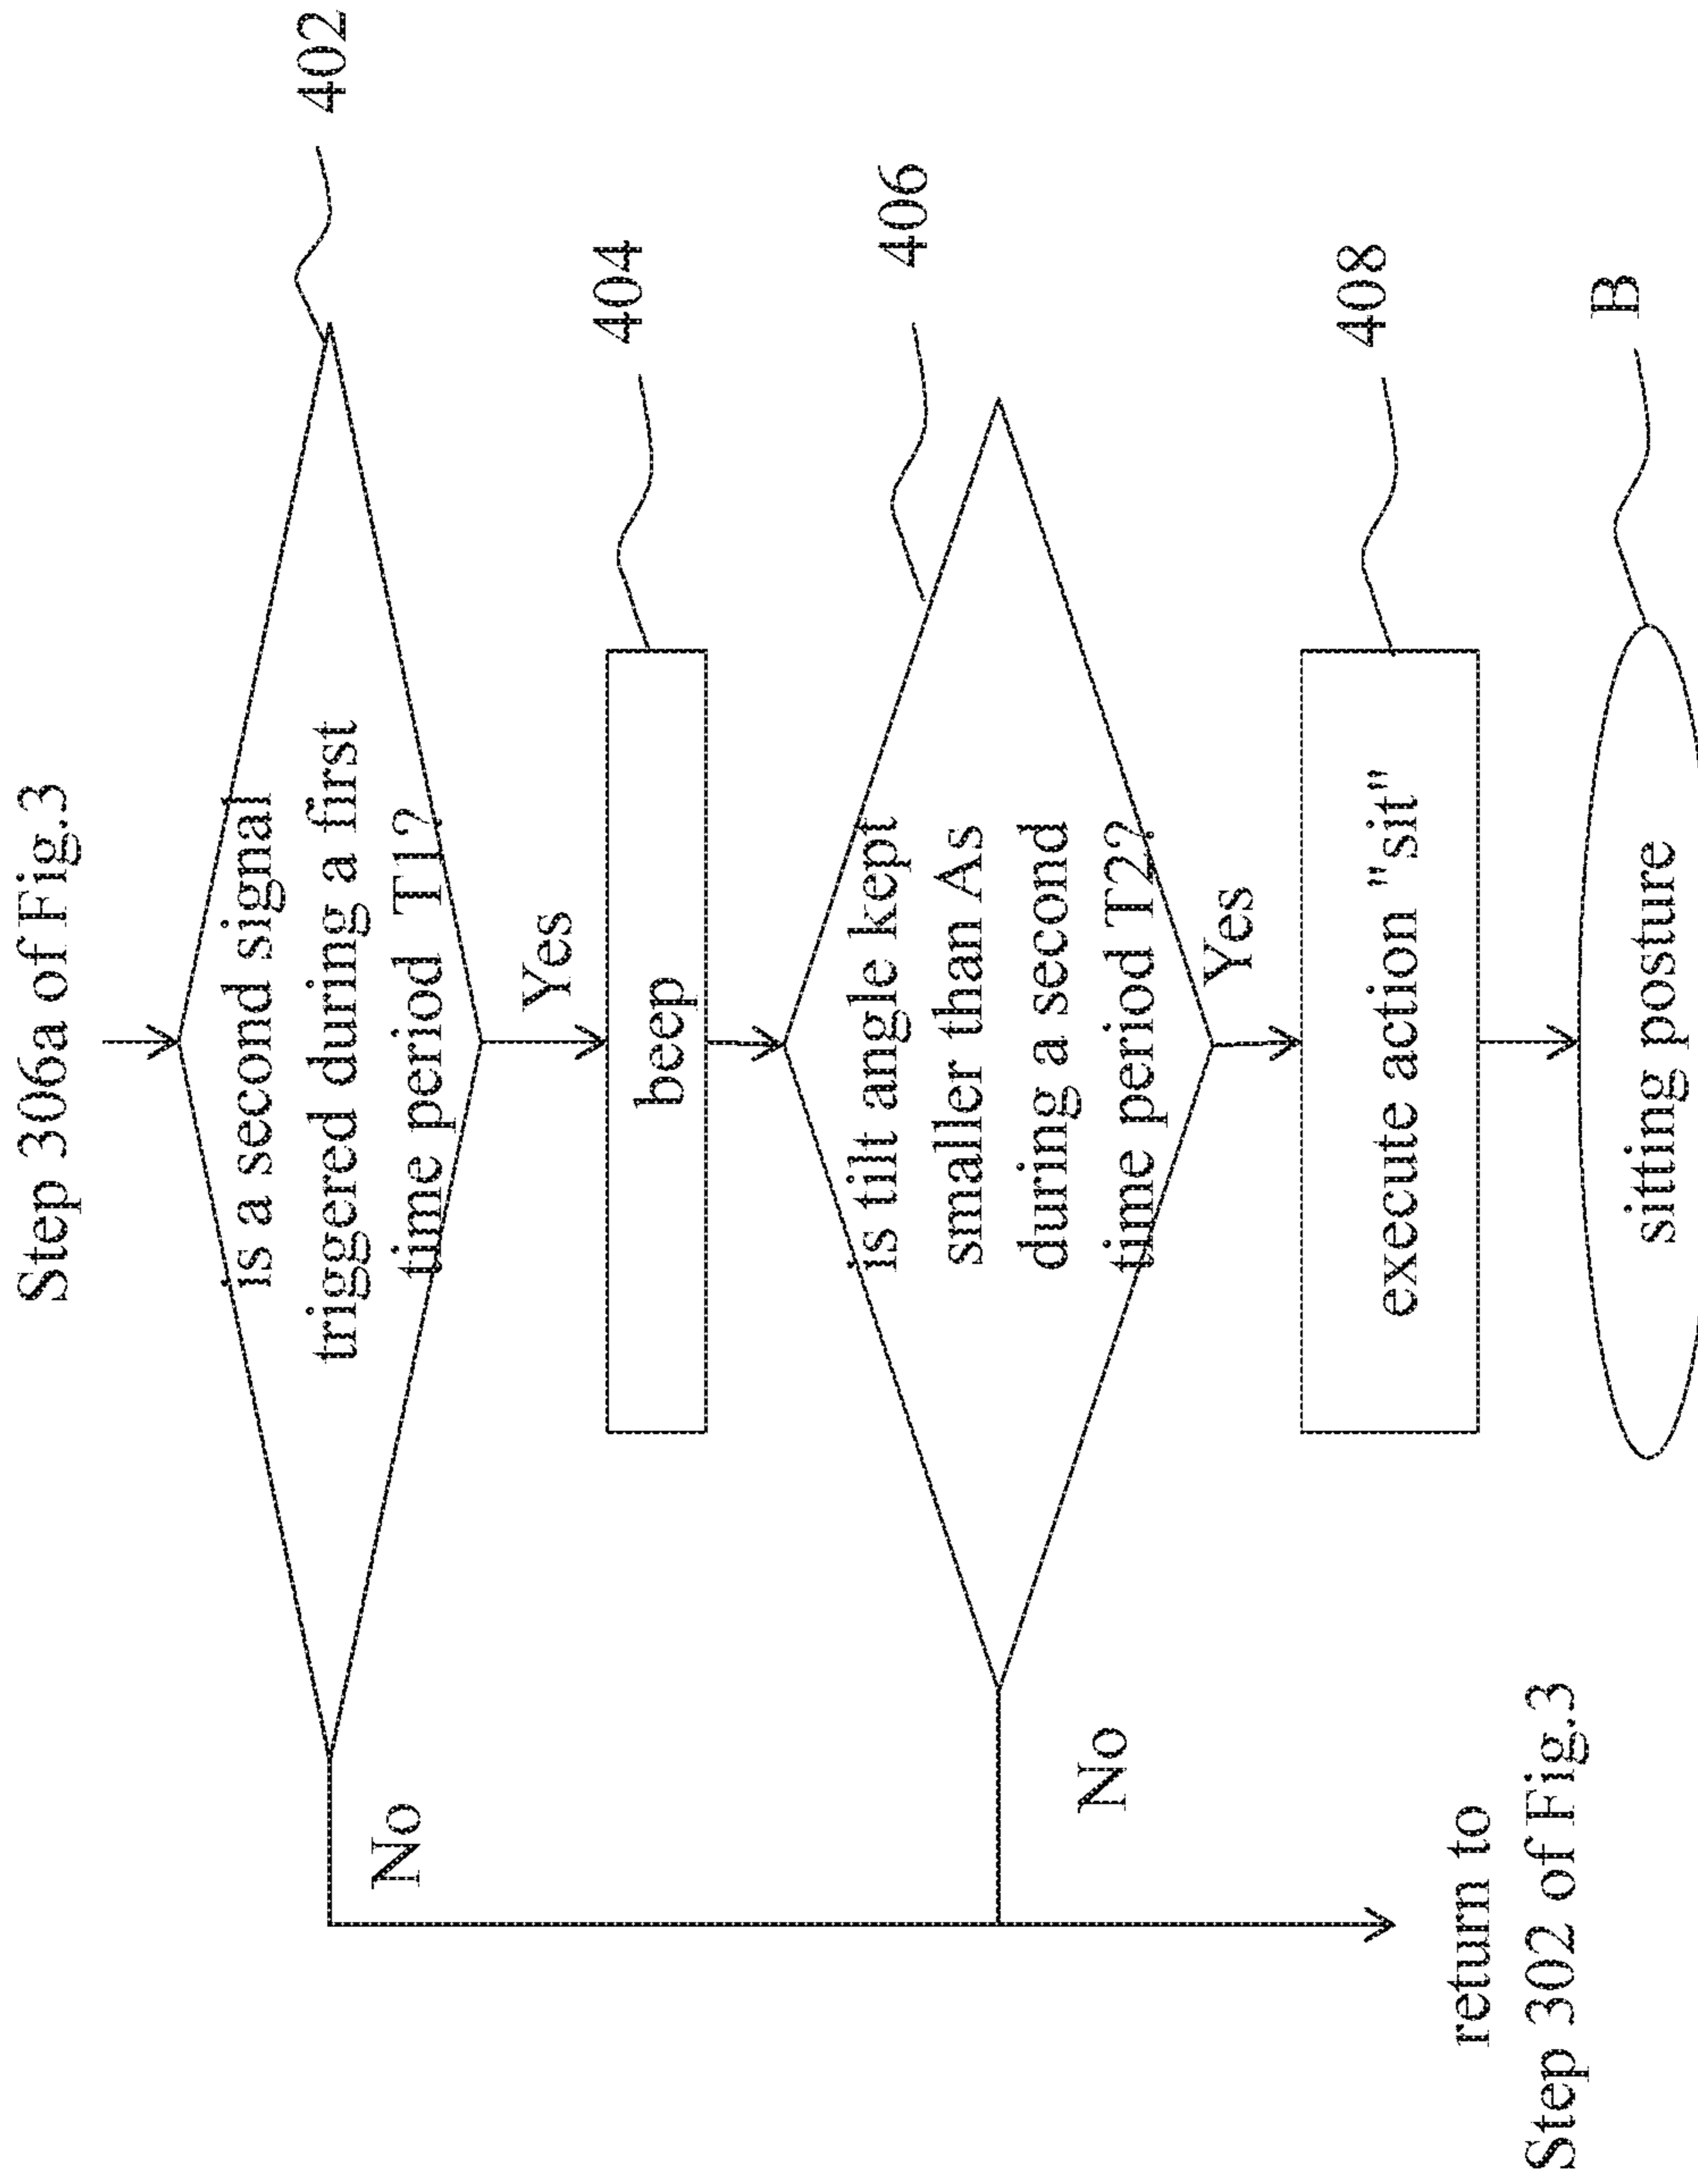 Step 306a of Fig.3
is a second signal
triggered during a first
time period T1?
402
No
Yes
beep
404
is tilt angle kept
smaller than As
during a second
time period T2?
406
No
Yes
execute action "sit"
408
sitting posture
B
return to
Step 302 of Fig.3